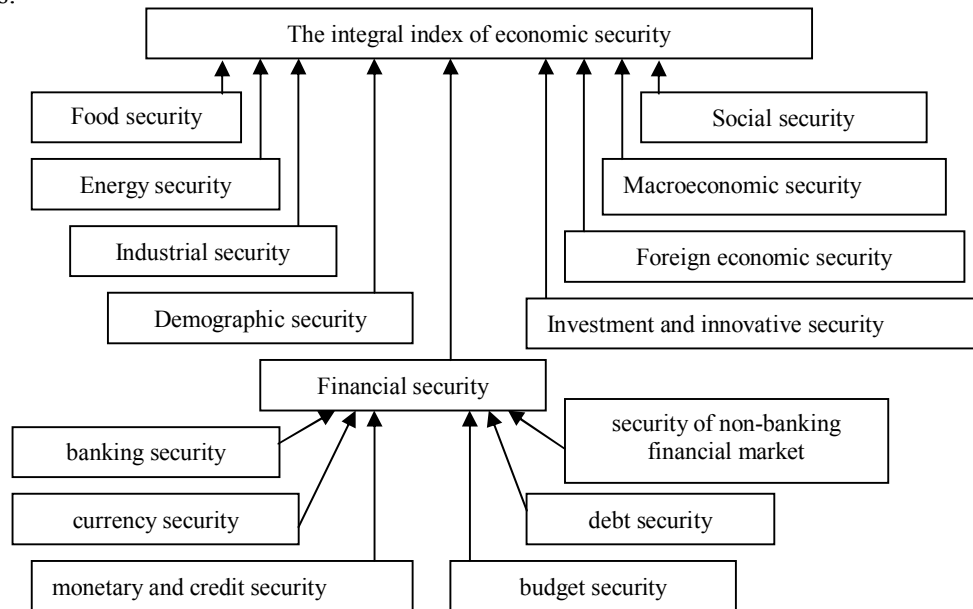 The integral index of economic security
Food security
Social security
Energy security
Macroeconomic security
Industrial security
Foreign economic security
Demographic security
Investment and innovative security
Financial security
banking security
security of non-banking
financial market
currency security
debt security
monetary and credit security
budget security